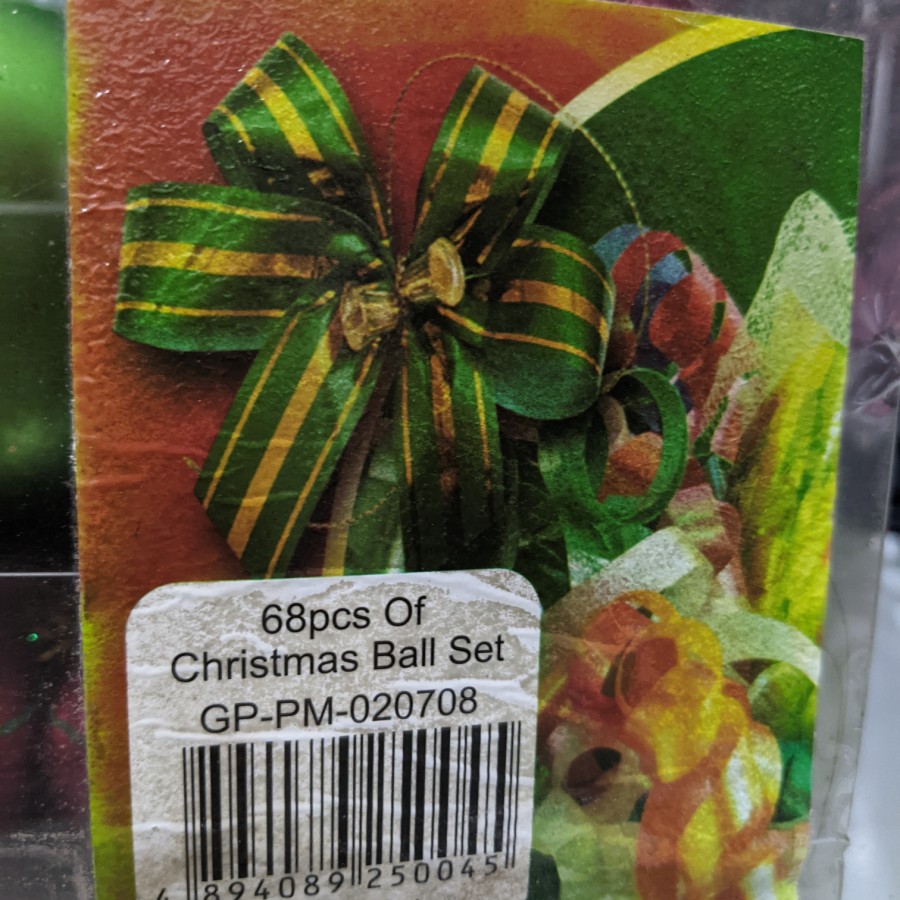 68pcs Of
Christmas Ball Set
GP-PM-020708
4 894089 250045